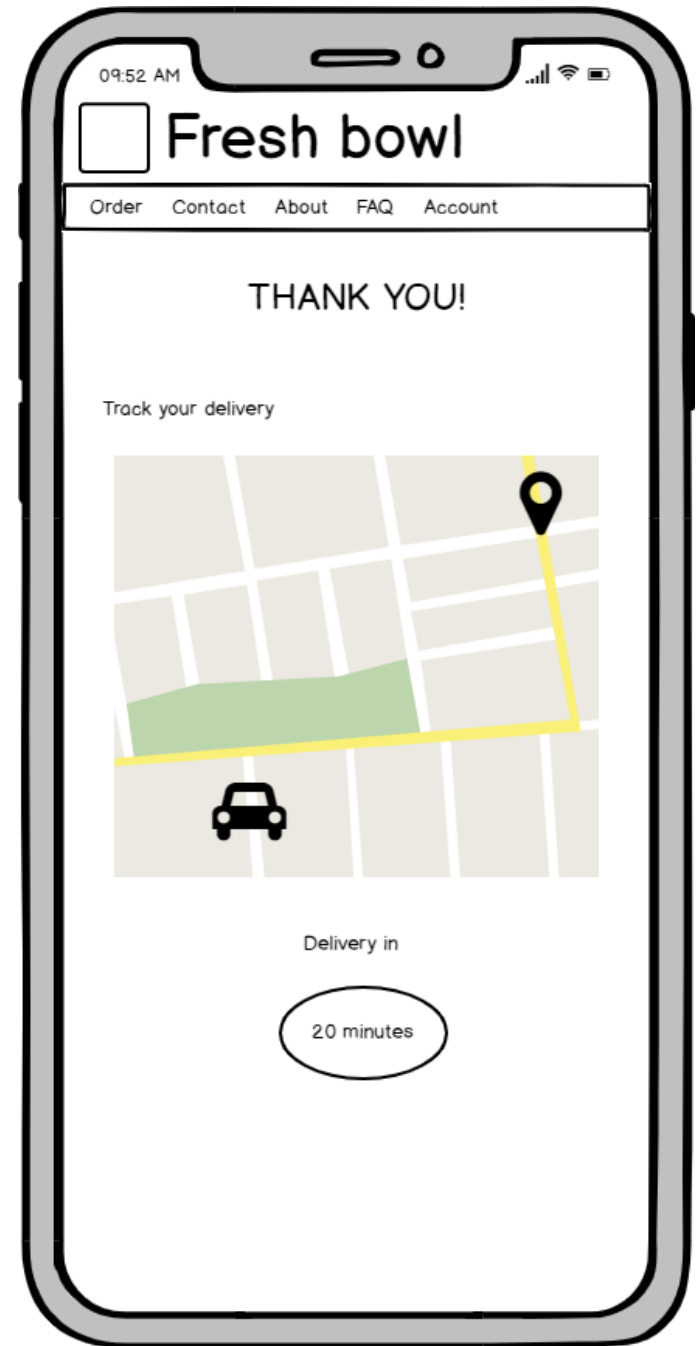 09:52 AM
Fresh bowl
Order Contact About FAQ Account
THANK YOU!
Track your delivery
Delivery in
20 minutes